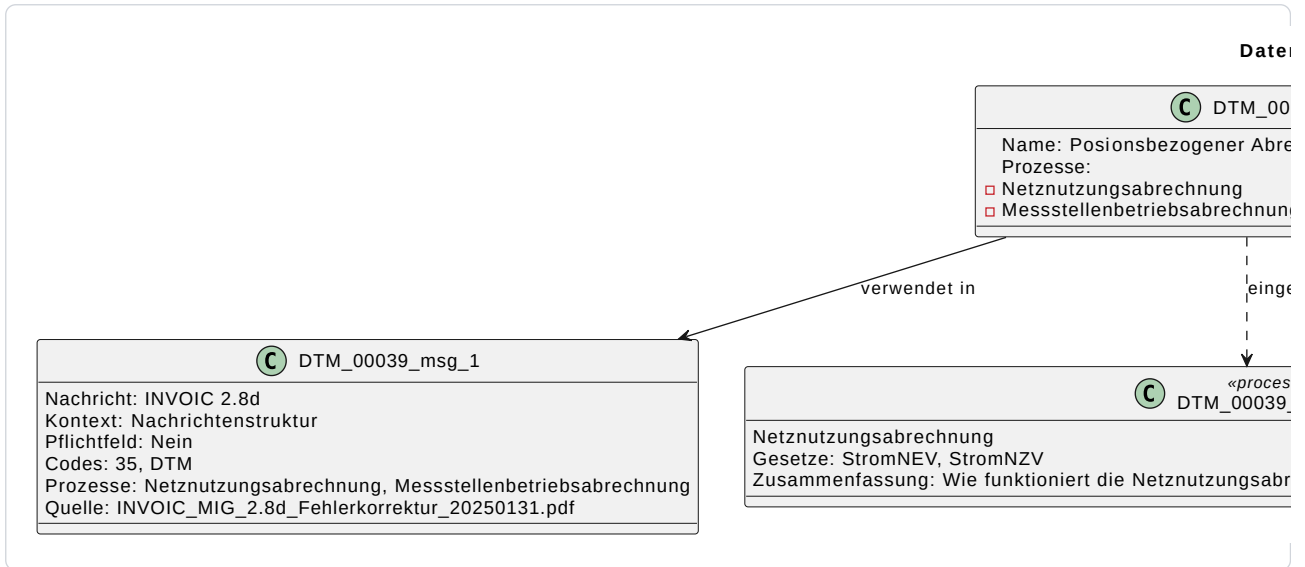 Daten
C DTM_00
Name: Posionsbezogener Abre
Prozesse:
Netznutzungsabrechnung
Messstellenbetriebsabrechnung
verwendet in
einge
C DTM_00039_msg_1
Nachricht: INVOIC 2.8d
Kontext: Nachrichtenstruktur
Pflichtfeld: Nein
Codes: 35, DTM
Prozesse: Netznutzungsabrechnung, Messstellenbetriebsabrechnung
Quelle: INVOIC_MIG_2.8d_Fehlerkorrektur_20250131.pdf
«proces
C DTM_00039_
Netznutzungsabrechnung
Gesetze: StromNEV, StromNZV
Zusammenfassung: Wie funktioniert die Netznutzungsabr